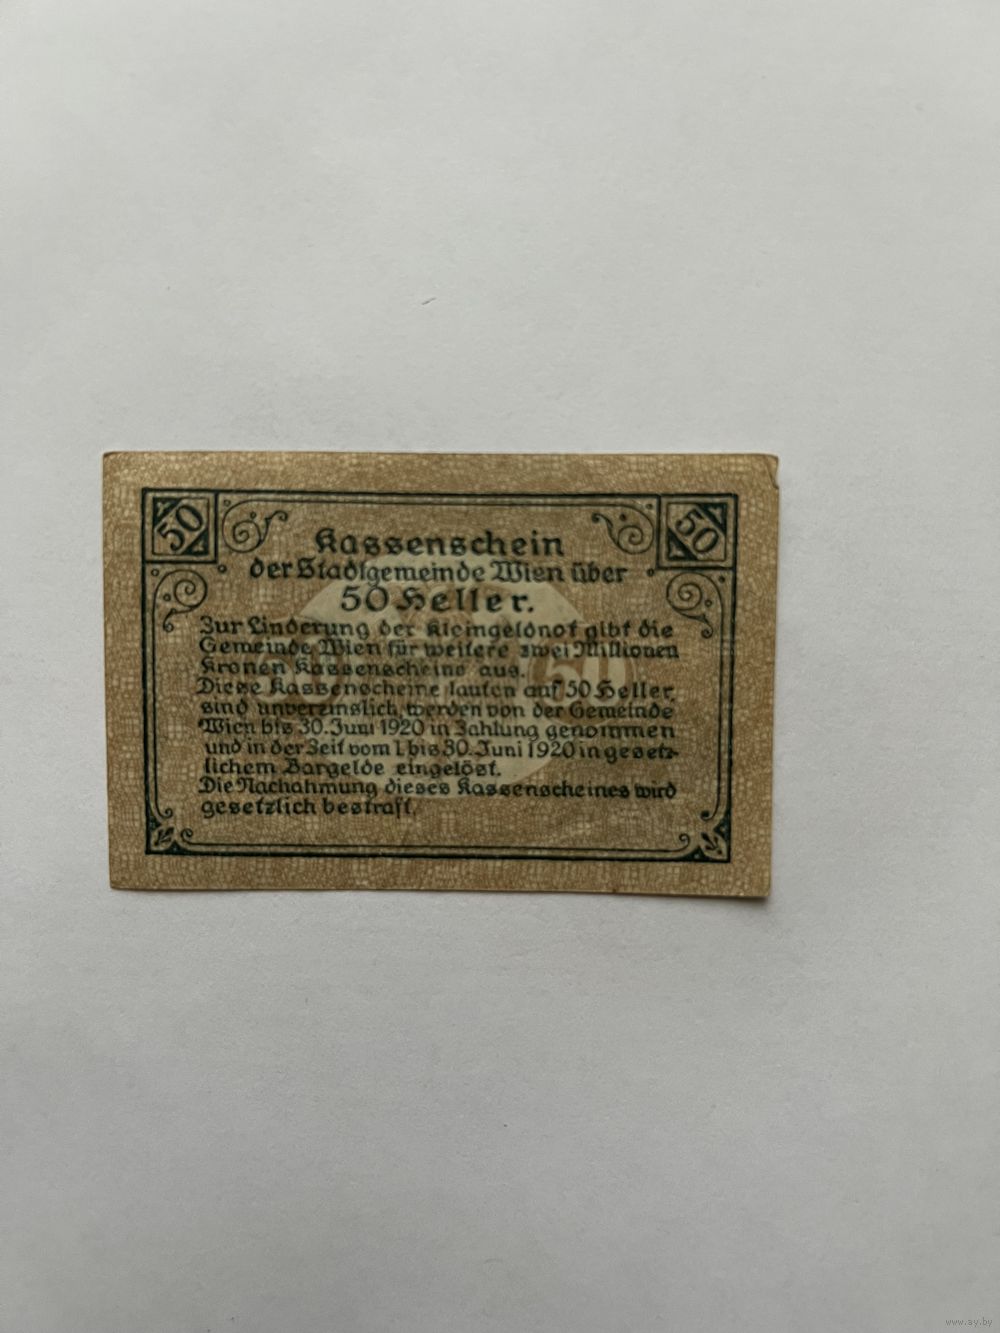 50
50
Kassenschein
der Stadtgemeinde Wien über
50 Heller.
Zur Linderung der Kleingeldnot gibt die
Gemeinde Wien für weitere zwei Millionen
Kronen Kassenscheine aus.
Diese Kassenscheine lauten auf 50 Heller,
sind unverzinslich, werden von der Gemeinde
Wien bis 30. Juni 1920 in Zahlung genommen
und in der Zeit vom 1. bis 30. Juni 1920 in gesetz-
lichem Bargelde eingelöst.
Die Nachahmung dieses Kassenscheines wird
gesetzlich bestraft.
www.ay.by